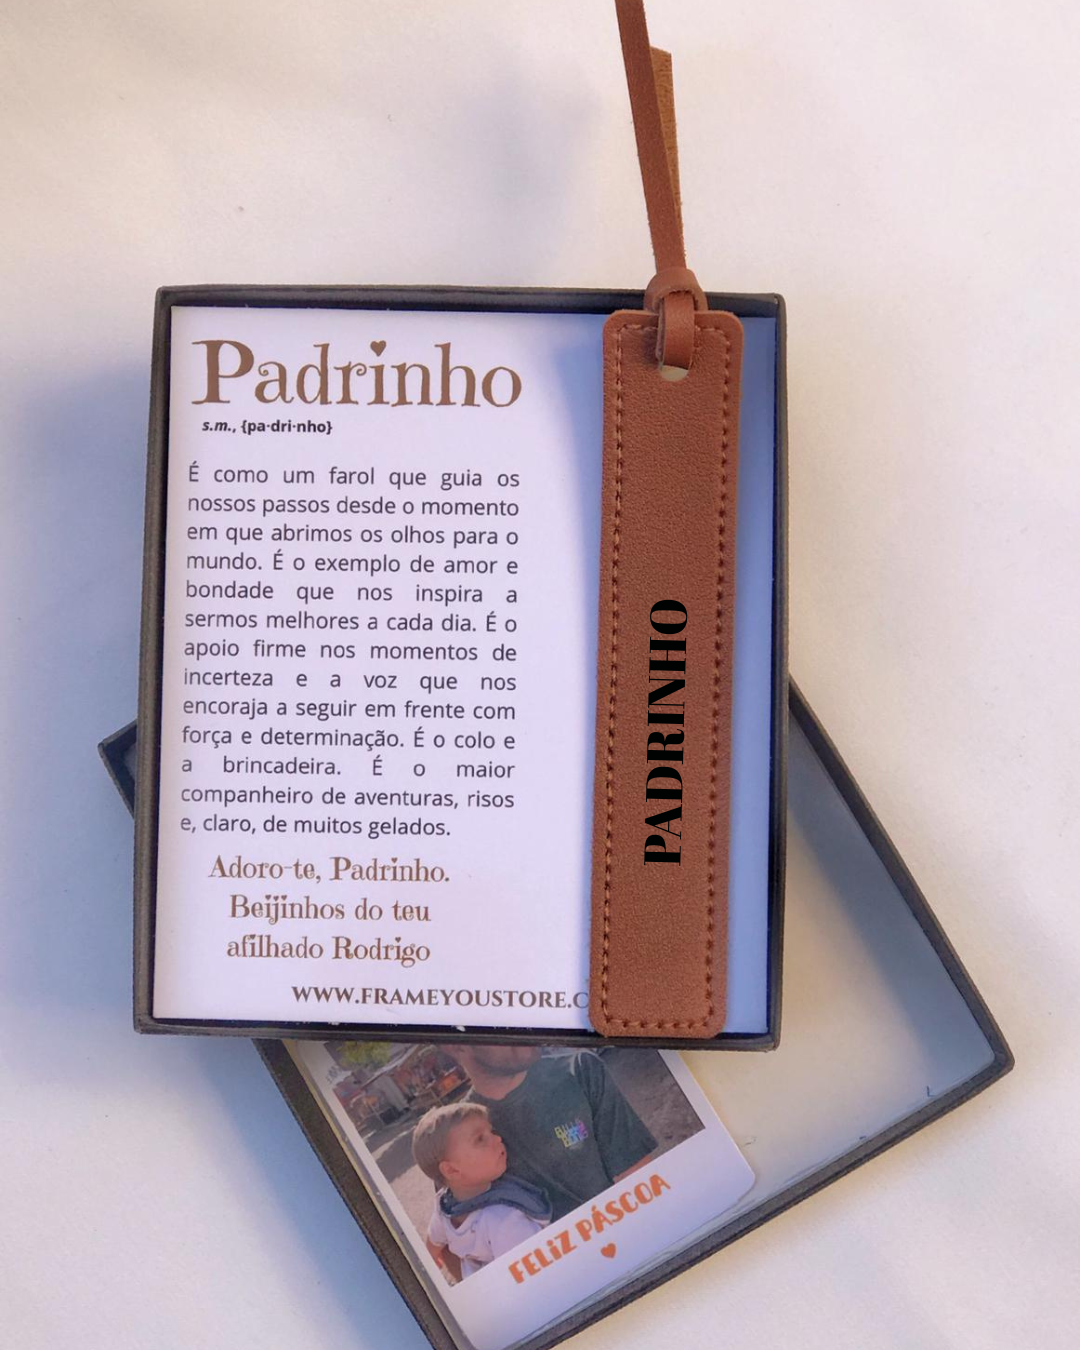 Padrinho
s.m., {pa·dri·nho}
É como um farol que guia os
nossos passos desde o momento
em que abrimos os olhos para o
mundo. É o exemplo de amor e
bondade que nos inspira a
sermos melhores a cada dia. É o
apoio firme nos momentos de
incerteza e a voz que nos
encoraja a seguir em frente com
força e determinação. É o colo e
a brincadeira. É o maior
companheiro de aventuras, risos
e, claro, de muitos gelados.
Adoro-te, Padrinho.
Beijinhos do teu
afilhado Rodrigo
WWW.FRAMEYOUSTORE.C
PADRINHO
FELIZ PÁSCOA